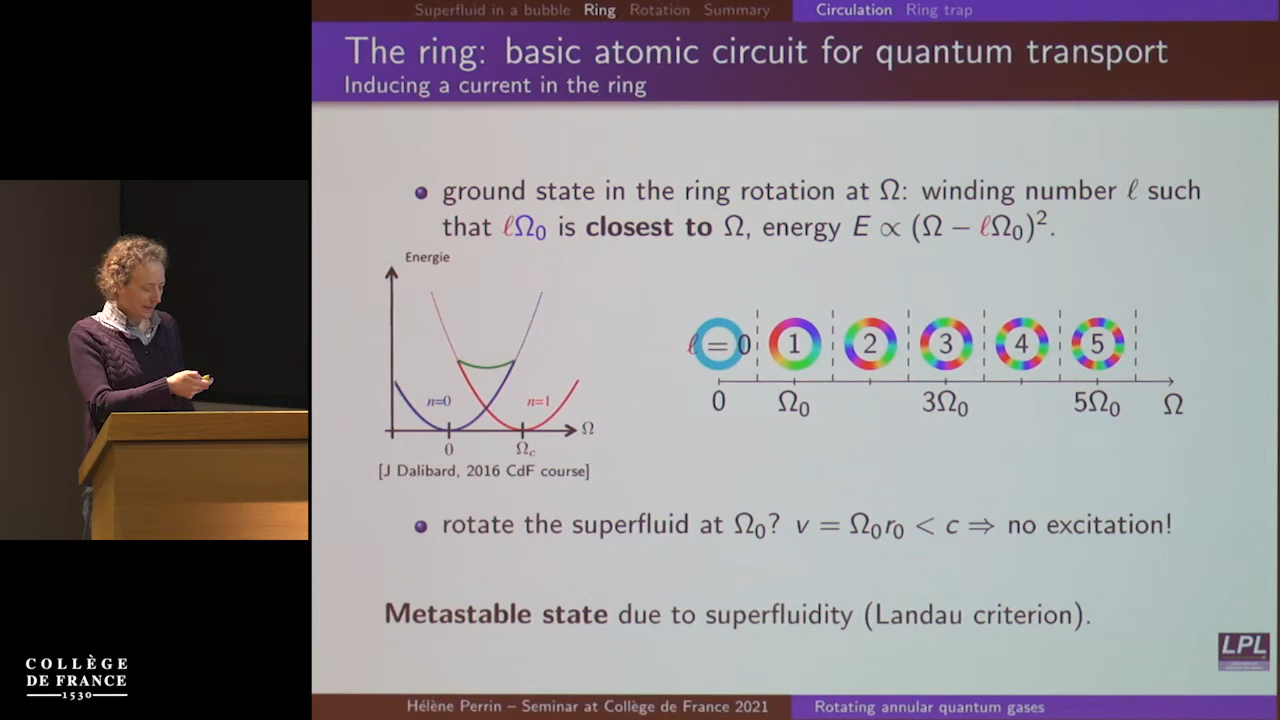 Superfluid in a bubble Ring Rotation Summary Circulation Ring trap
The ring: basic atomic circuit for quantum transport
Inducing a current in the ring
ground state in the ring rotation at Ω: winding number ℓ such
that ℓΩ₀ is closest to Ω, energy E ∝ (Ω − ℓΩ₀)².
Energie
n=0 n=1
0 Ω_c Ω
[J Dalibard, 2016 CdF course]
ℓ = 0 1 2 3 4 5
0 Ω₀ 3Ω₀ 5Ω₀ Ω
rotate the superfluid at Ω₀? v = Ω₀r₀ < c ⇒ no excitation!
Metastable state due to superfluidity (Landau criterion).
LPL
COLLÈGE
DE FRANCE
1530
Hélène Perrin – Seminar at Collège de France 2021 Rotating annular quantum gases